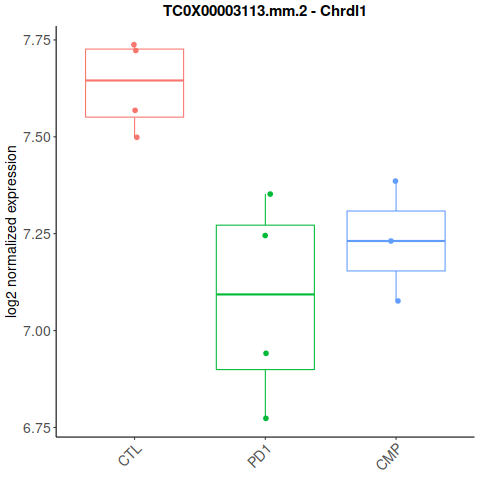 TC0X00003113.mm.2 - Chrdl1
log2 normalized expression
7.75
7.50
7.25
7.00
6.75
CTL
PD1
CMP